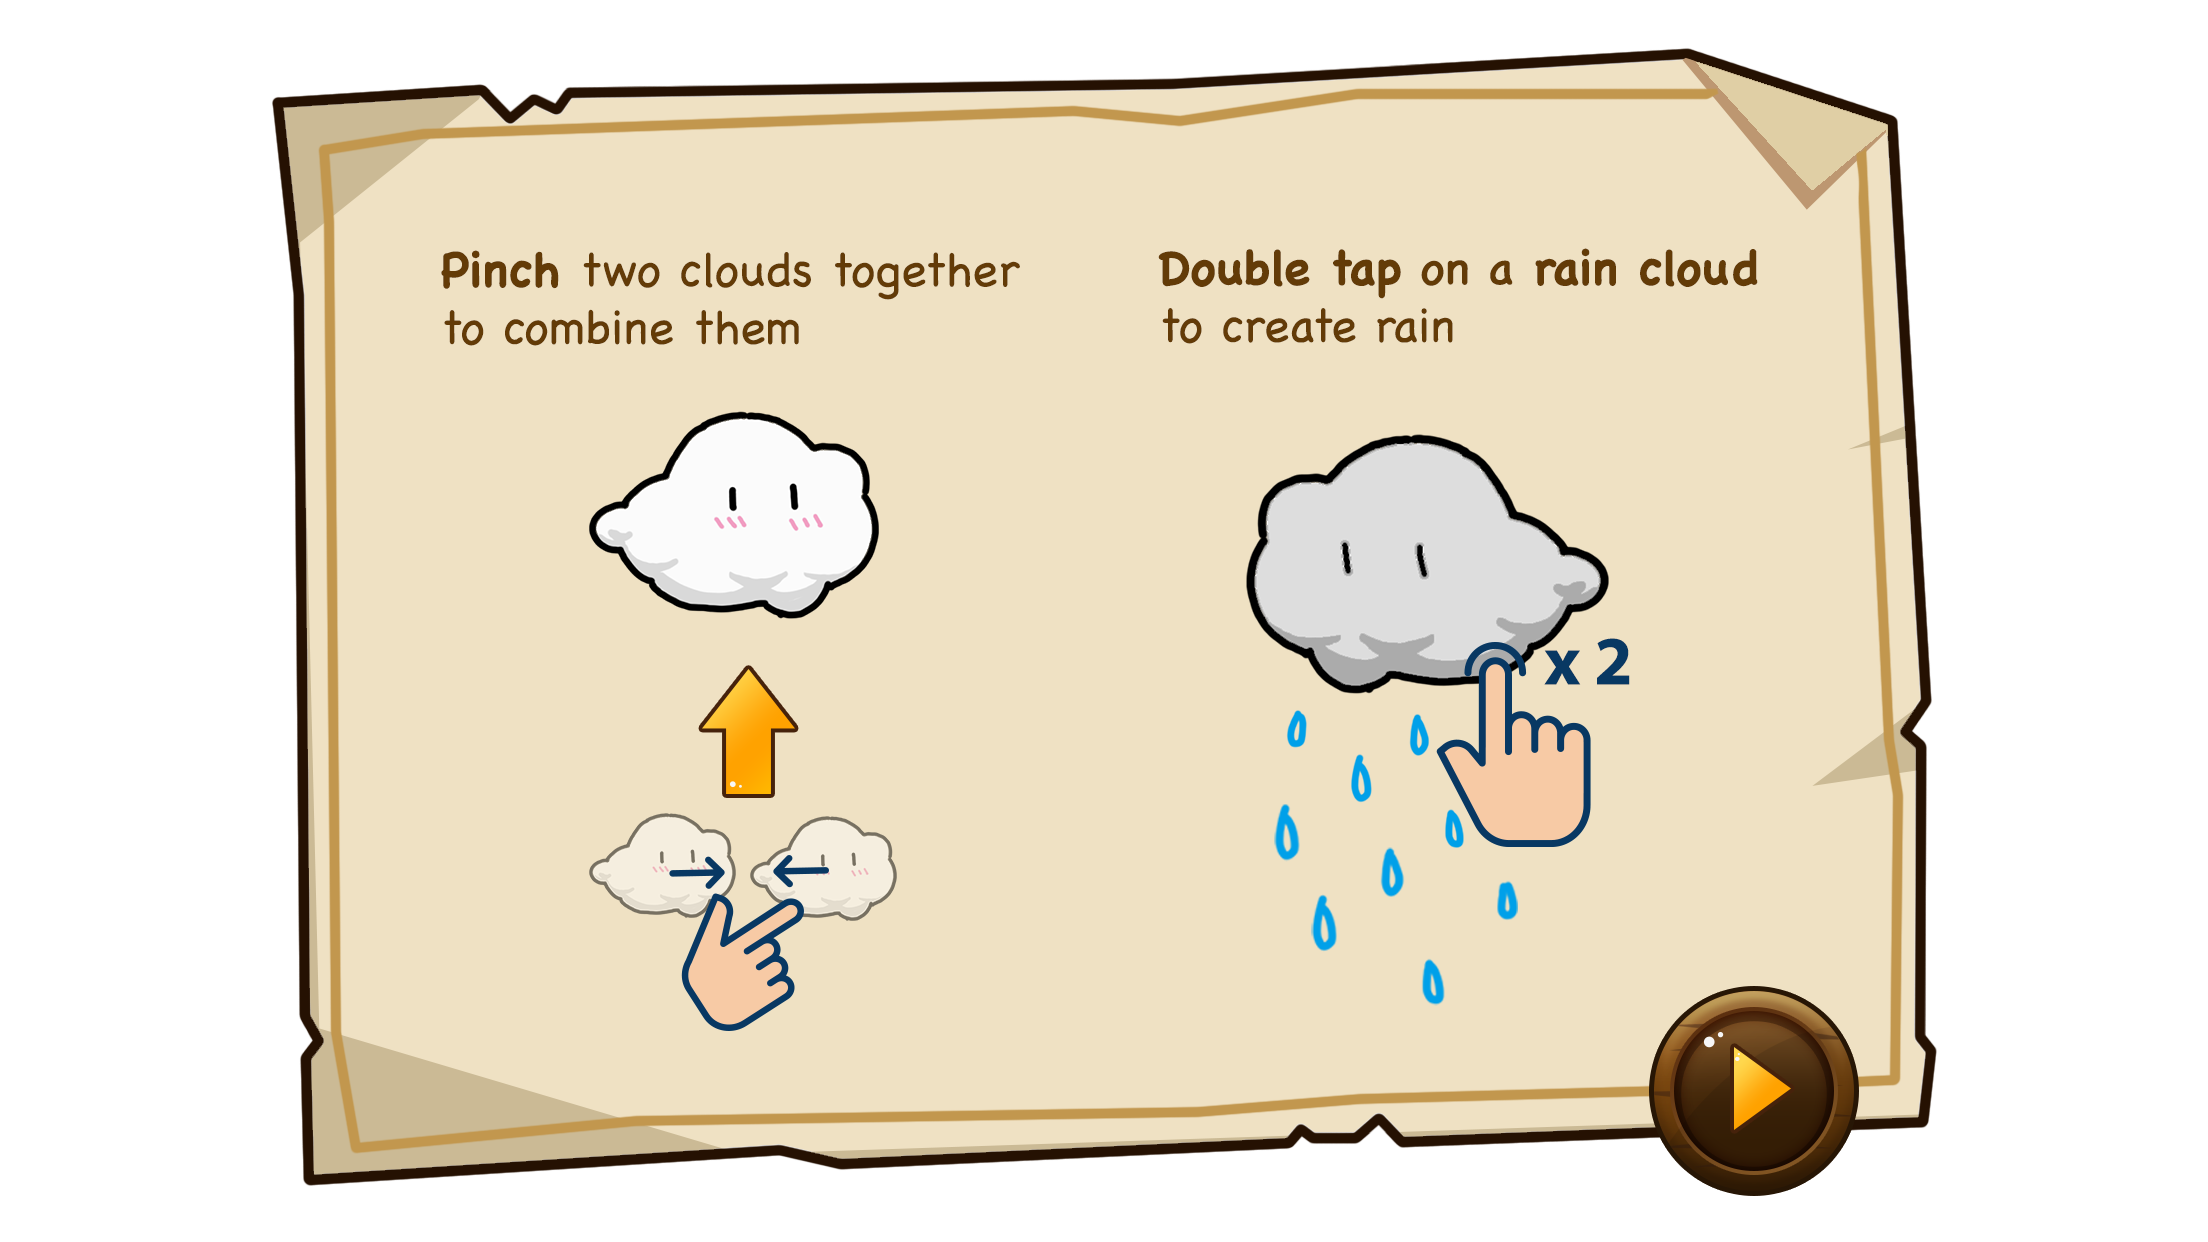 Pinch two clouds together
to combine them
Double tap on a rain cloud
to create rain
x 2